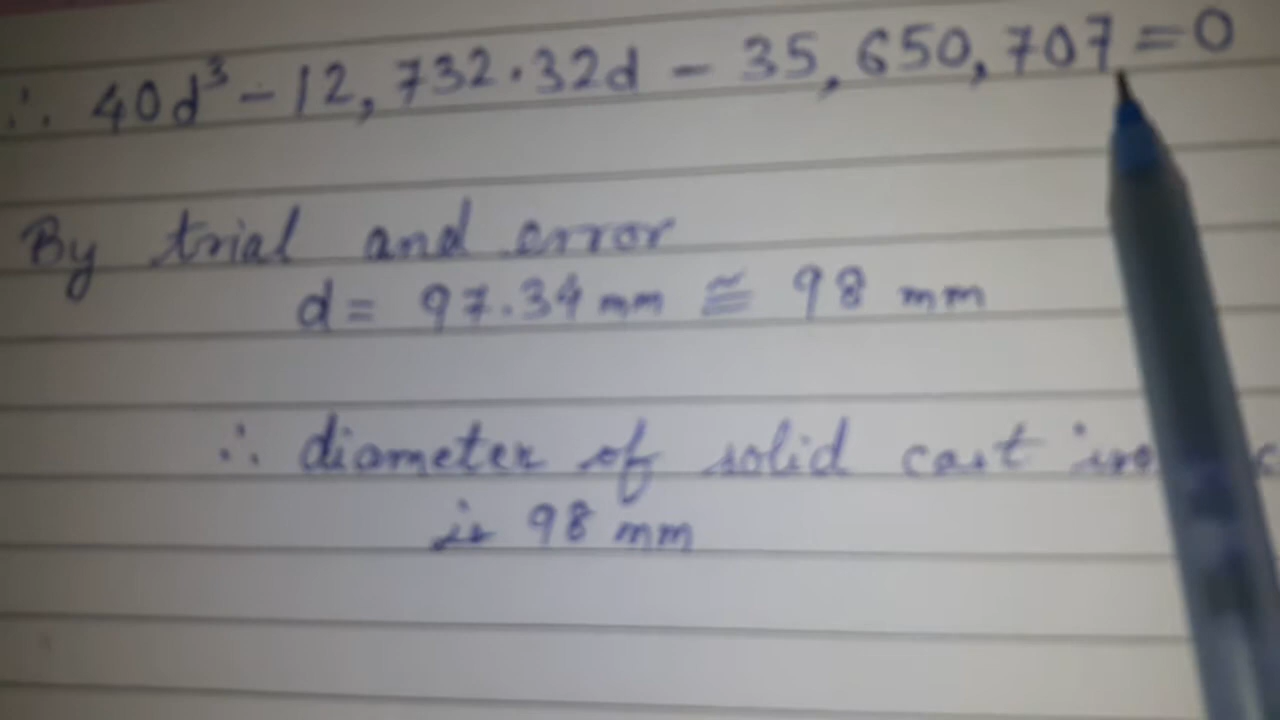 ∴ 40d³ - 12,732.32d - 35,650,707 = 0
By trial and error
d = 97.34 mm ≅ 98 mm
∴ diameter of solid cast
is 98 mm